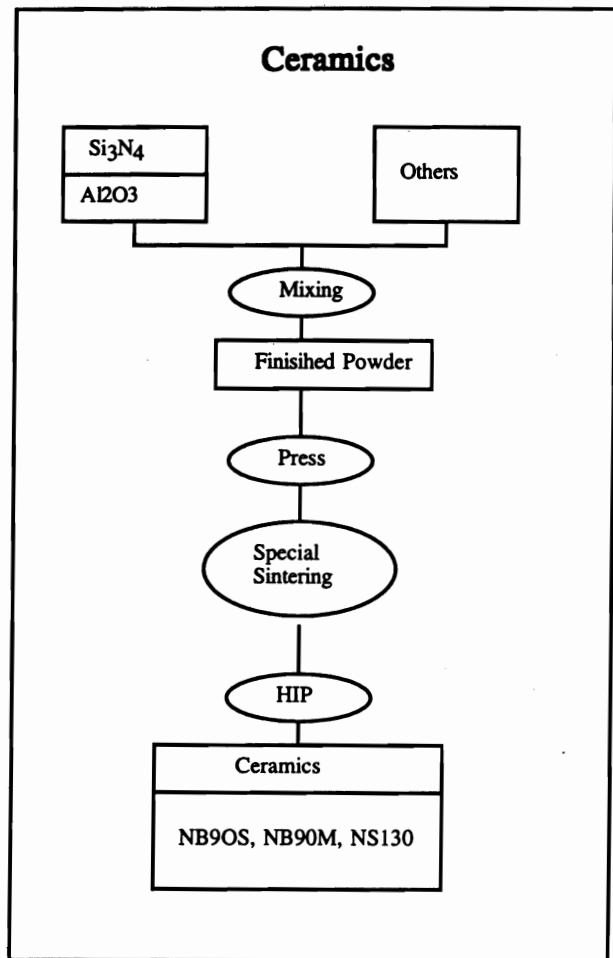 Ceramics
Si3N4
Al2O3
Others
Mixing
Finisihed Powder
Press
Special
Sintering
HIP
Ceramics
NB9OS, NB90M, NS130